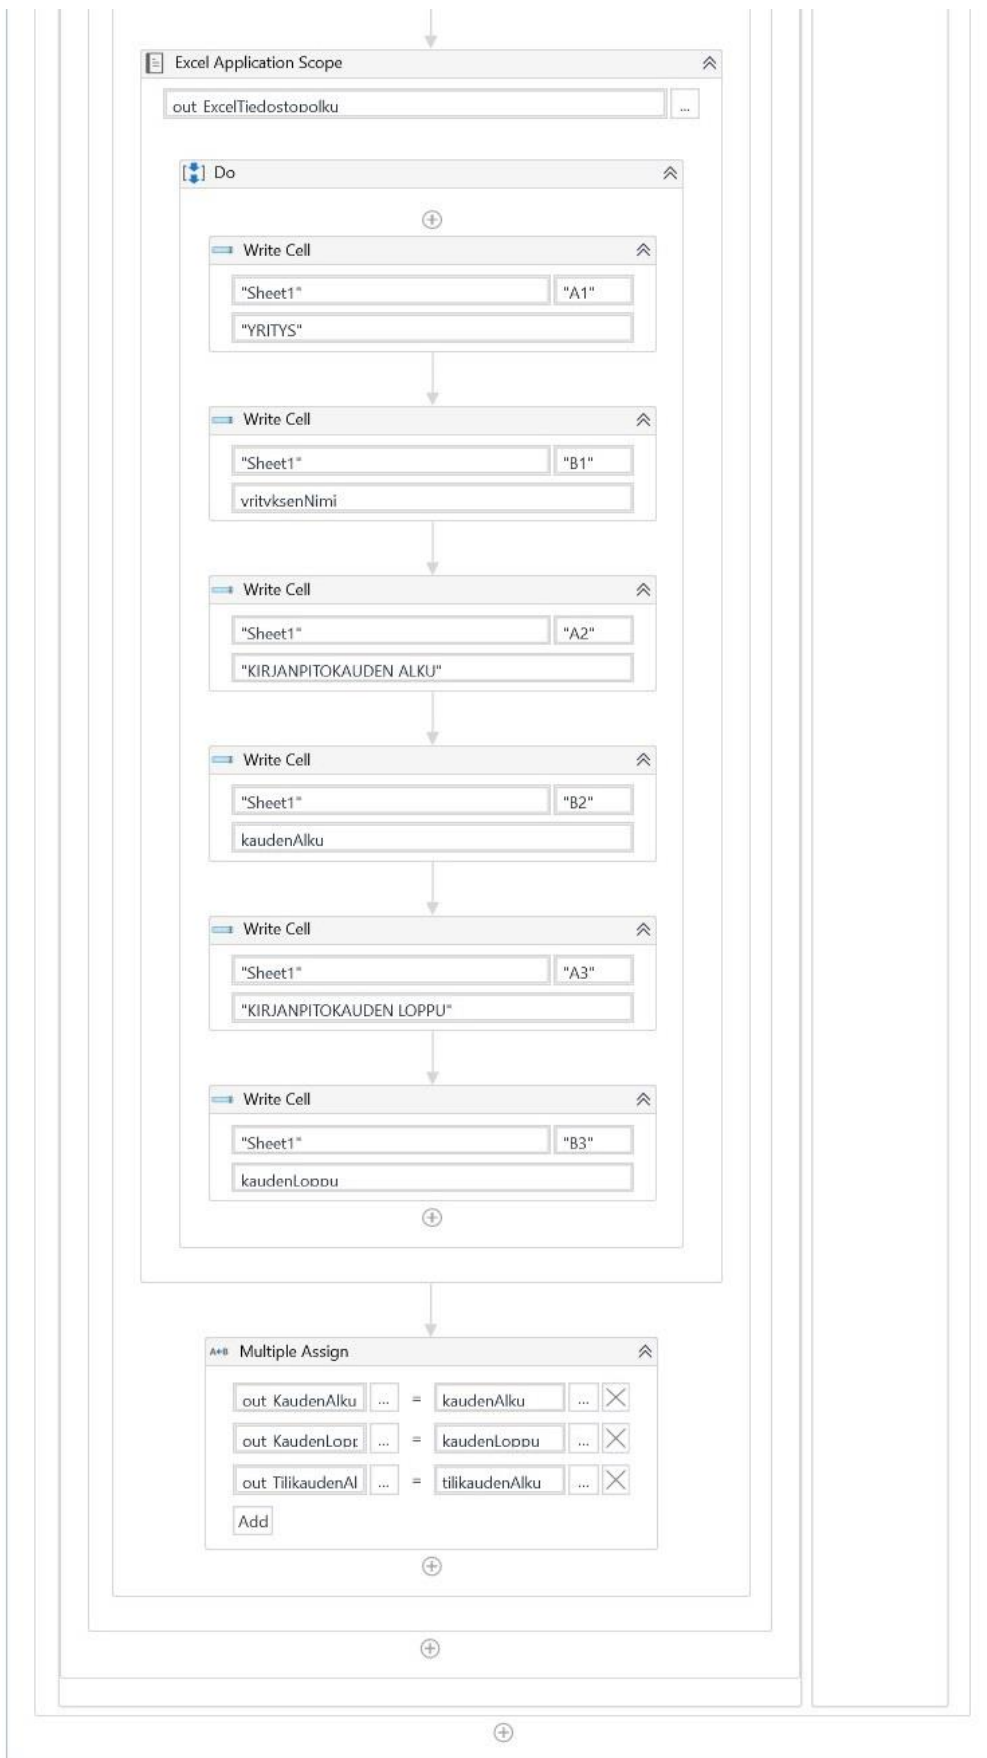 Excel Application Scope
out ExcelTiedostopolku ...
Do
Write Cell
"Sheet1" "A1"
"YRITYS"
Write Cell
"Sheet1" "B1"
yrityksenNimi
Write Cell
"Sheet1" "A2"
"KIRJANPITOKAUDEN ALKU"
Write Cell
"Sheet1" "B2"
kaudenAlku
Write Cell
"Sheet1" "A3"
"KIRJANPITOKAUDEN LOPPU"
Write Cell
"Sheet1" "B3"
kaudenLoppu
A←B Multiple Assign
out KaudenAlku ... = kaudenAlku ...
out KaudenLopp ... = kaudenLoppu ...
out TilikaudenAl ... = tilikaudenAlku ...
Add